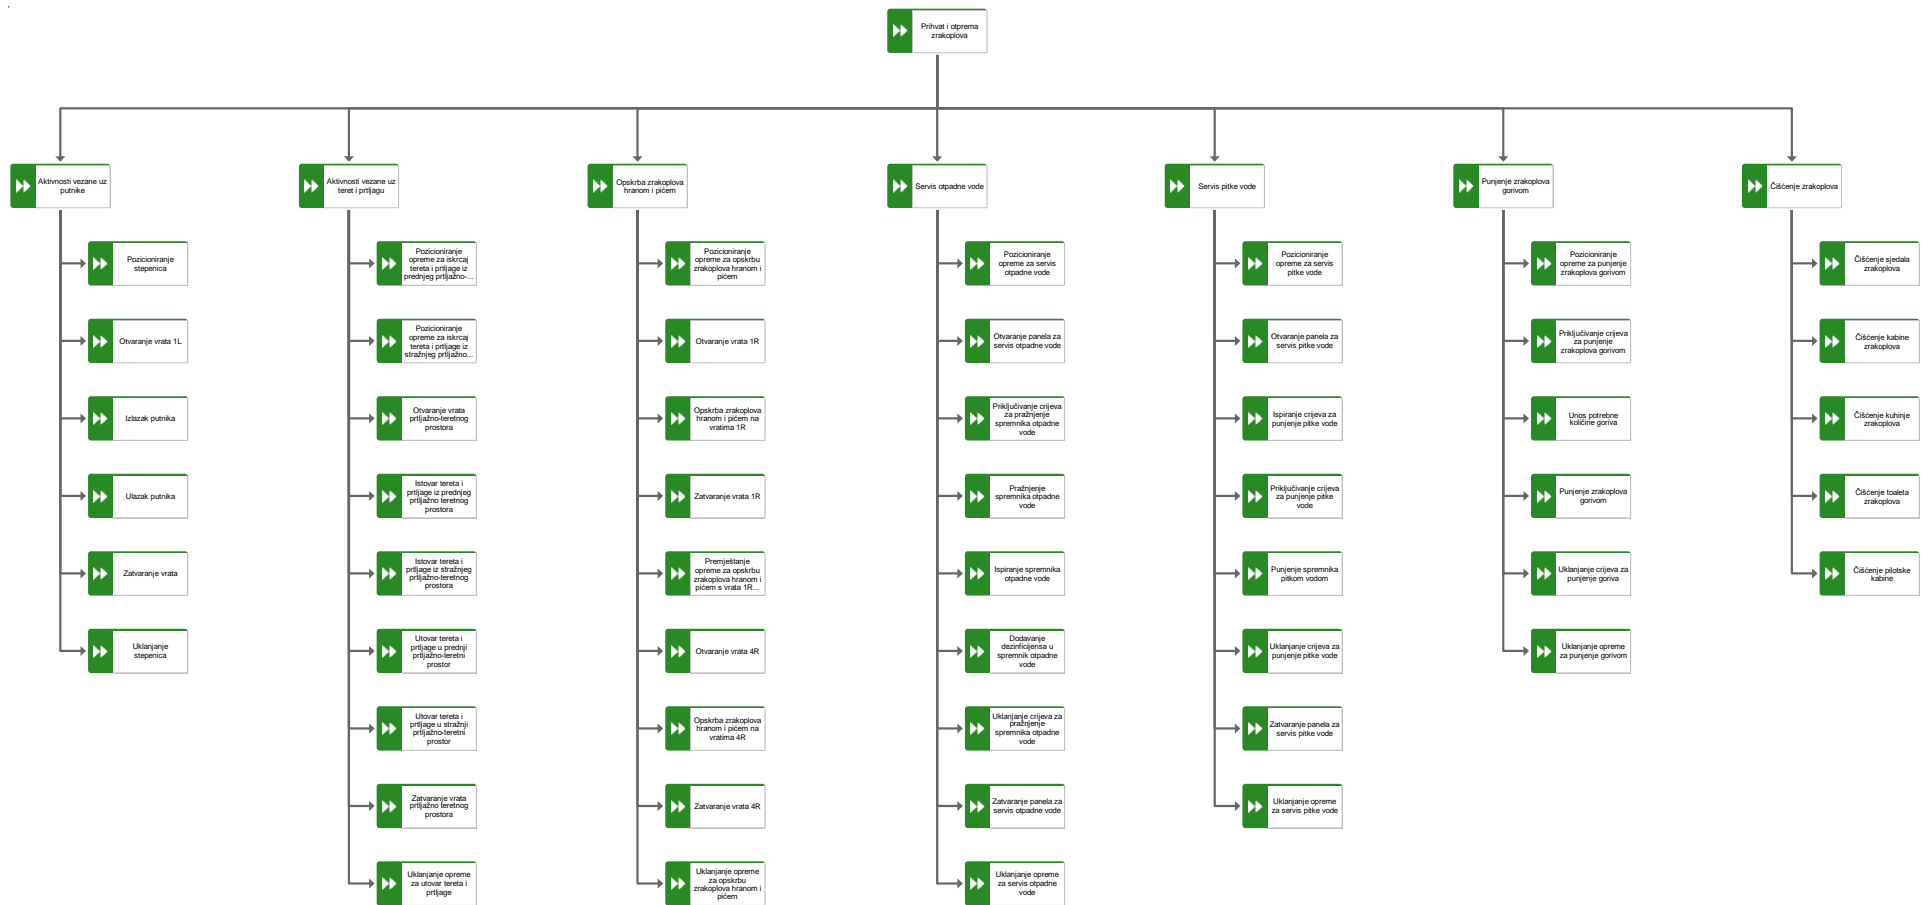 Prihvat i otprema
zrakoplova
Aktivnosti vezane uz
putnike
Aktivnosti vezane uz
teret i prtljagu
Opskrba zrakoplova
hranom i pićem
Servis otpadne vode
Servis pitke vode
Punjenje zrakoplova
gorivom
Čišćenje zrakoplova
Pozicioniranje
stepenica
Otvaranje vrata 1L
Izlazak putnika
Ulazak putnika
Zatvaranje vrata
Uklanjanje
stepenica
Pozicioniranje
opreme za iskrcaj
tereta i prtljage iz
prednjeg prtljažno-...
Pozicioniranje
opreme za iskrcaj
tereta i prtljage iz
stražnjeg prtljažno...
Otvaranje vrata
prtljažno-teretnog
prostora
Istovar tereta i
prtljage iz prednjeg
prtljažno teretnog
prostora
Istovar tereta i
prtljage iz stražnjeg
prtljažno-teretnog
prostora
Utovar tereta i
prtljage u prednji
prtljažno-teretni
prostor
Utovar tereta i
prtljage u stražnji
prtljažno-teretni
prostor
Zatvaranje vrata
prtljažno teretnog
prostora
Uklanjanje opreme
za utovar tereta i
prtljage
Pozicioniranje
opreme za opskrbu
zrakoplova hranom i
pićem
Otvaranje vrata 1R
Opskrba zrakoplova
hranom i pićem na
vratima 1R
Zatvaranje vrata 1R
Premještanje
opreme za opskrbu
zrakoplova hranom i
pićem s vrata 1R...
Otvaranje vrata 4R
Opskrba zrakoplova
hranom i pićem na
vratima 4R
Zatvaranje vrata 4R
Uklanjanje opreme
za opskrbu
zrakoplova hranom i
pićem
Pozicioniranje
opreme za servis
otpadne vode
Otvaranje panela za
servis otpadne vode
Priključivanje crijeva
za pražnjenje
spremnika otpadne
vode
Pražnjenje
spremnika otpadne
vode
Ispiranje spremnika
otpadne vode
Dodavanje
dezinficijensa u
spremnik otpadne
vode
Uklanjanje crijeva za
pražnjenje
spremnika otpadne
vode
Zatvaranje panela za
servis otpadne vode
Uklanjanje opreme
za servis otpadne
vode
Pozicioniranje
opreme za servis
pitke vode
Otvaranje panela za
servis pitke vode
Ispiranje crijeva za
punjenje pitke vode
Priključivanje crijeva
za punjenje pitke
vode
Punjenje spremnika
pitkom vodom
Uklanjanje crijeva za
punjenje pitke vode
Zatvaranje panela za
servis pitke vode
Uklanjanje opreme
za servis pitke vode
Pozicioniranje
opreme za punjenje
zrakoplova gorivom
Priključivanje crijeva
za punjenje
zrakoplova gorivom
Unos potrebne
količine goriva
Punjenje zrakoplova
gorivom
Uklanjanje crijeva za
punjenje goriva
Uklanjanje opreme
za punjenje gorivom
Čišćenje sjedala
zrakoplova
Čišćenje kabine
zrakoplova
Čišćenje kuhinje
zrakoplova
Čišćenje toaleta
zrakoplova
Čišćenje pilotske
kabine